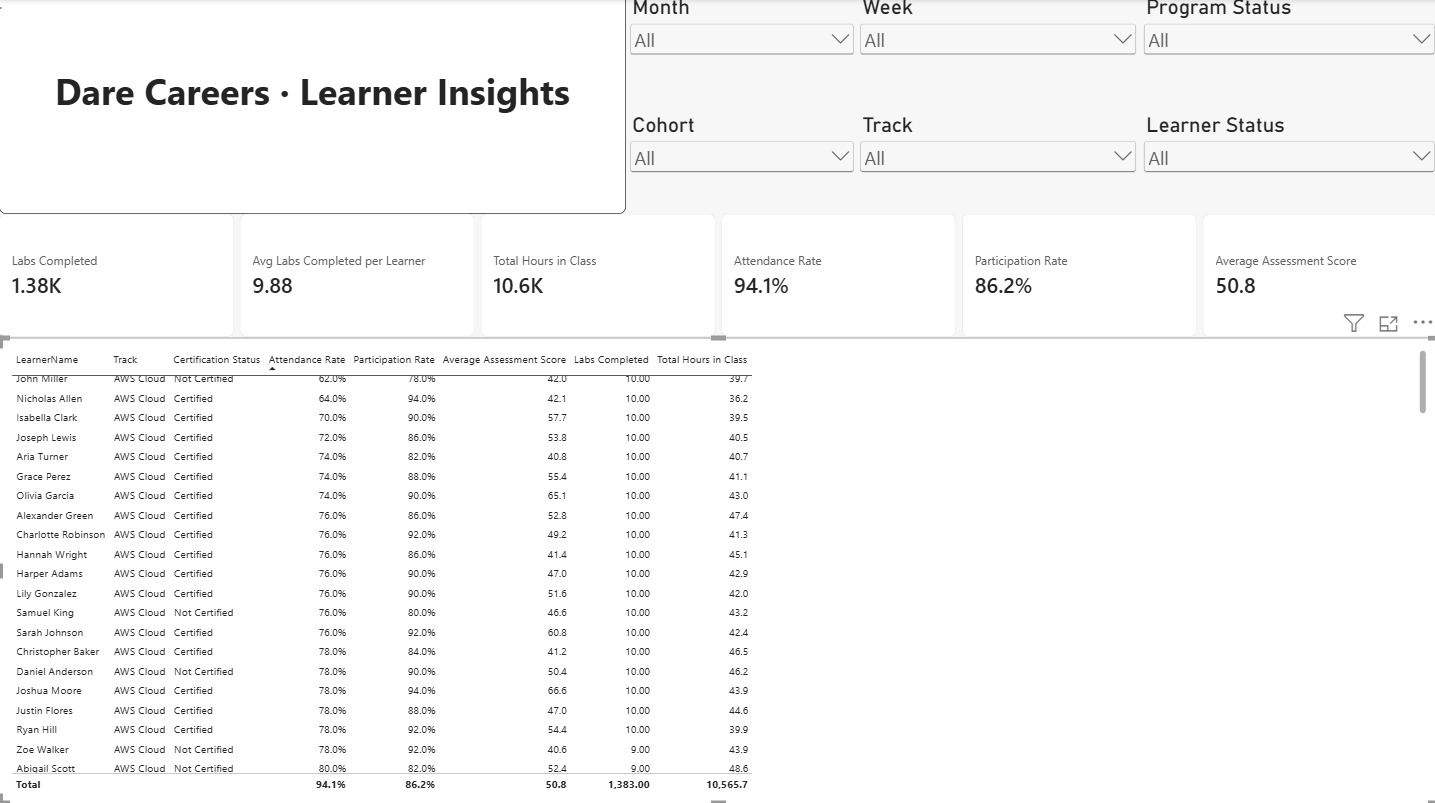 Month Week Program Status
All All All
Dare Careers · Learner Insights
Cohort Track Learner Status
All All All
Labs Completed Avg Labs Completed per Learner Total Hours in Class Attendance Rate Participation Rate Average Assessment Score
1.38K 9.88 10.6K 94.1% 86.2% 50.8
LearnerName Track Certification Status Attendance Rate Participation Rate Average Assessment Score Labs Completed Total Hours in Class
John Miller AWS Cloud Not Certified 62.0% 78.0% 42.0 10.00 39.7
Nicholas Allen AWS Cloud Certified 64.0% 94.0% 42.1 10.00 36.2
Isabella Clark AWS Cloud Certified 70.0% 90.0% 57.7 10.00 39.5
Joseph Lewis AWS Cloud Certified 72.0% 86.0% 53.8 10.00 40.5
Aria Turner AWS Cloud Certified 74.0% 82.0% 40.8 10.00 40.7
Grace Perez AWS Cloud Certified 74.0% 88.0% 55.4 10.00 41.1
Olivia Garcia AWS Cloud Certified 74.0% 90.0% 65.1 10.00 43.0
Alexander Green AWS Cloud Certified 76.0% 86.0% 52.8 10.00 47.4
Charlotte Robinson AWS Cloud Certified 76.0% 92.0% 49.2 10.00 41.3
Hannah Wright AWS Cloud Certified 76.0% 86.0% 41.4 10.00 45.1
Harper Adams AWS Cloud Certified 76.0% 90.0% 47.0 10.00 42.9
Lily Gonzalez AWS Cloud Certified 76.0% 90.0% 51.6 10.00 42.0
Samuel King AWS Cloud Not Certified 76.0% 80.0% 46.6 10.00 43.2
Sarah Johnson AWS Cloud Certified 76.0% 92.0% 60.8 10.00 42.4
Christopher Baker AWS Cloud Certified 78.0% 84.0% 41.2 10.00 46.5
Daniel Anderson AWS Cloud Not Certified 78.0% 90.0% 50.4 10.00 46.2
Joshua Moore AWS Cloud Certified 78.0% 94.0% 66.6 10.00 43.9
Justin Flores AWS Cloud Certified 78.0% 88.0% 47.0 10.00 44.6
Ryan Hill AWS Cloud Certified 78.0% 92.0% 54.4 10.00 39.9
Zoe Walker AWS Cloud Not Certified 78.0% 92.0% 40.6 9.00 43.9
Abigail Scott AWS Cloud Not Certified 80.0% 82.0% 52.4 9.00 48.6
Total 94.1% 86.2% 50.8 1,383.00 10,565.7